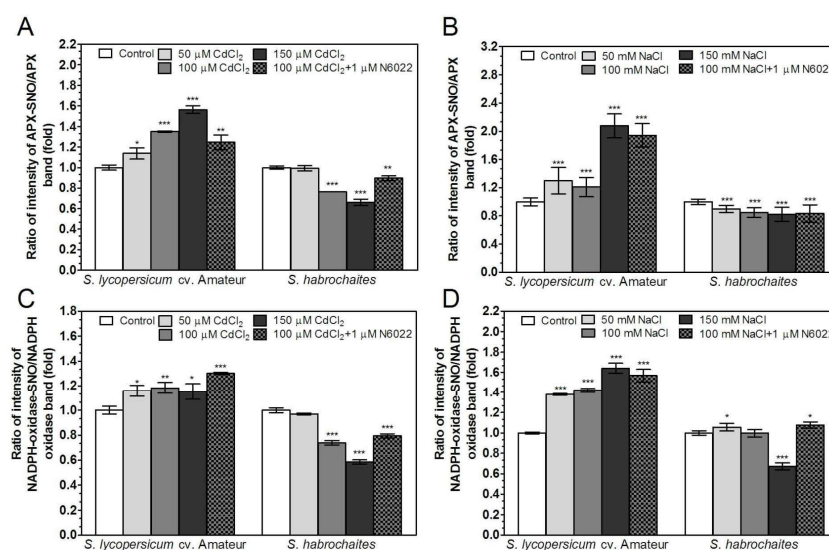 A
Control
50 μM CdCl2
150 μM CdCl2
100 μM CdCl2
100 μM CdCl2+1 μM N6022
Ratio of intensity of APX-SNO/APX
band (fold)
2.2
2.0
1.8
1.6
1.4
1.2
1.0
0.8
0.6
0.4
0.2
0.0
* *** *** **
*** *** **
S. lycopersicum cv. Amateur
S. habrochaites
B
Control
50 mM NaCl
150 mM NaCl
100 mM NaCl
100 mM NaCl+1 μM N6022
Ratio of intensity of APX-SNO/APX
band (fold)
3.2
2.8
2.4
2.0
1.6
1.2
0.8
0.4
0.0
*** *** *** ***
*** *** *** ***
S. lycopersicum cv. Amateur
S. habrochaites
C
Control
50 μM CdCl2
150 μM CdCl2
100 μM CdCl2
100 μM CdCl2+1 μM N6022
Ratio of intensity of
NADPH-oxidase-SNO/NADPH
oxidase band (fold)
1.8
1.6
1.4
1.2
1.0
0.8
0.6
0.4
0.2
0.0
* ** * ***
*** *** ***
S. lycopersicum cv. Amateur
S. habrochaites
D
Control
50 mM NaCl
150 mM NaCl
100 mM NaCl
100 mM NaCl+1 μM N6022
Ratio of intensity of
NADPH-oxidase-SNO/NADPH
oxidase band (fold)
2.2
2.0
1.8
1.6
1.4
1.2
1.0
0.8
0.6
0.4
0.2
0.0
*** *** *** ***
* *** *
S. lycopersicum cv. Amateur
S. habrochaites